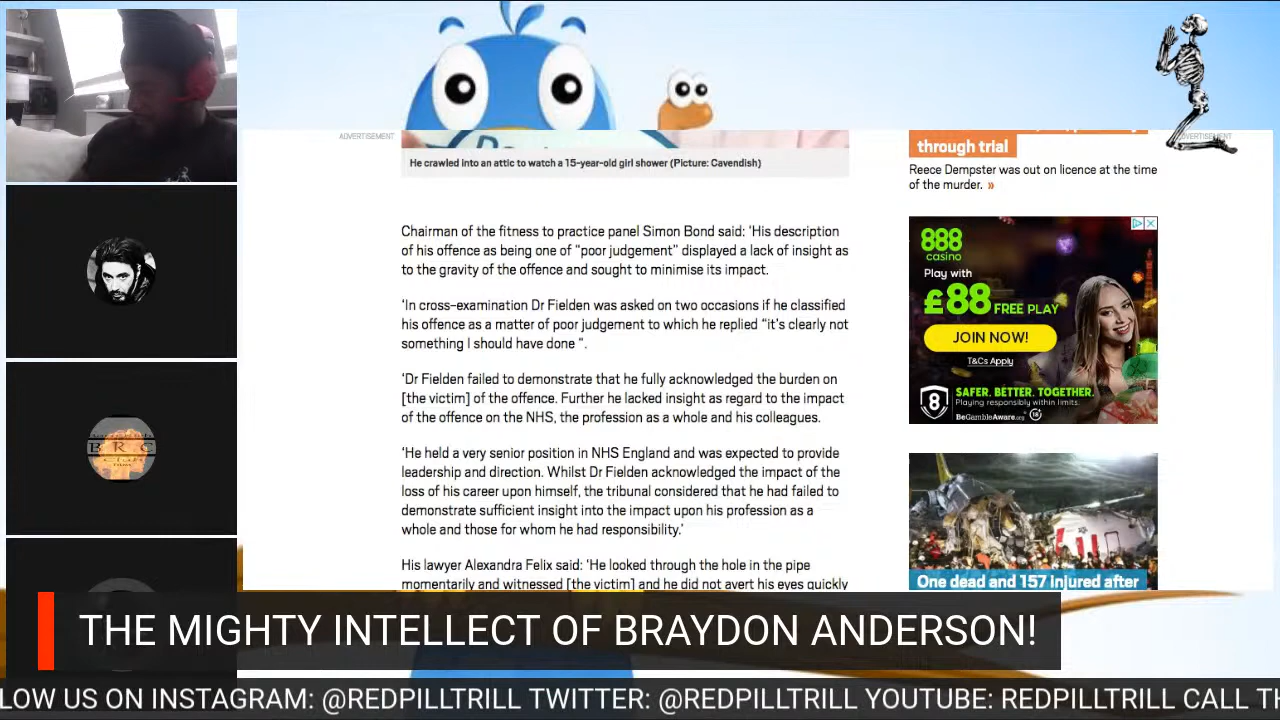 ADVERTISEMENT
He crawled into an attic to watch a 15-year-old girl shower (Picture: Cavendish)
Chairman of the fitness to practice panel Simon Bond said: 'His description
of his offence as being one of “poor judgement” displayed a lack of insight as
to the gravity of the offence and sought to minimise its impact.
'In cross-examination Dr Fielden was asked on two occasions if he classified
his offence as a matter of poor judgement to which he replied “it's clearly not
something I should have done “.
'Dr Fielden failed to demonstrate that he fully acknowledged the burden on
[the victim] of the offence. Further he lacked insight as regard to the impact
of the offence on the NHS, the profession as a whole and his colleagues.
'He held a very senior position in NHS England and was expected to provide
leadership and direction. Whilst Dr Fielden acknowledged the impact of the
loss of his career upon himself, the tribunal considered that he had failed to
demonstrate sufficient insight into the impact upon his profession as a
whole and those for whom he had responsibility.'
His lawyer Alexandra Felix said: 'He looked through the hole in the pipe
momentarily and witnessed [the victim] and he did not avert his eyes quickly
through trial
Reece Dempster was out on licence at the time
of the murder. »
888
casino
Play with
£88 FREE PLAY
JOIN NOW!
T&Cs Apply
SAFER. BETTER. TOGETHER.
Playing responsibly within limits.
BeGambleAware.org 18+
One dead and 157 injured after
B R C
THE MIGHTY INTELLECT OF BRAYDON ANDERSON!
LOW US ON INSTAGRAM: @REDPILLTRILL TWITTER: @REDPILLTRILL YOUTUBE: REDPILLTRILL CALL TH